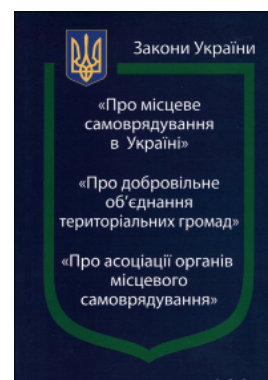 Закони України
«Про місцеве
самоврядування
в Україні»
«Про добровільне
об'єднання
територіальних громад»
«Про асоціації органів
місцевого
самоврядування»